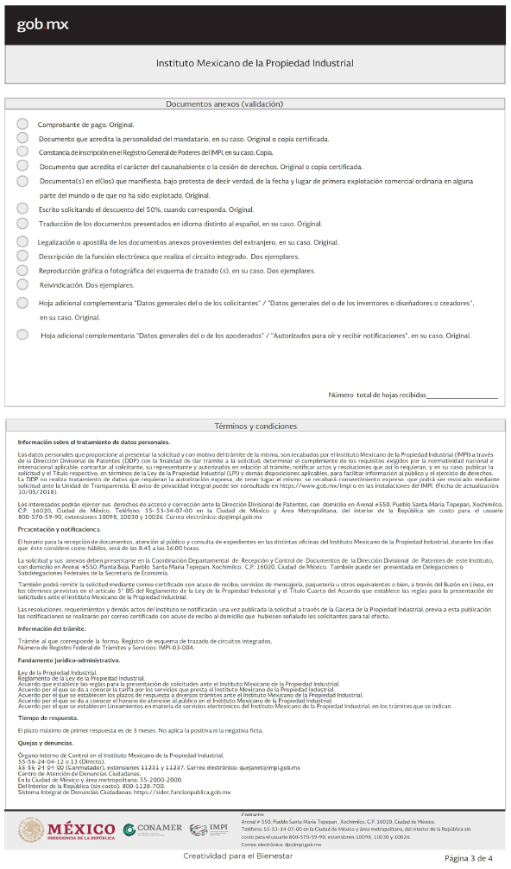 gob.mx
Instituto Mexicano de la Propiedad Industrial
Documentos anexos (validación)
Comprobante de pago. Original.
Documento que acredita la personalidad del mandatario, en su caso. Original o copia certificada.
Constancia de inscripción en el Registro General de Poderes del IMPI, en su caso. Copia.
Documento que acredita el carácter del causahabiente o la cesión de derechos. Original o copia certificada.
Documento(s) en el(los) que manifiesta, bajo protesta de decir verdad, de la fecha y lugar de primera explotación comercial ordinaria en alguna
parte del mundo o de que no ha sido explotado. Original.
Escrito solicitando el descuento del 50%, cuando corresponda. Original.
Traducción de los documentos presentados en idioma distinto al español, en su caso. Original.
Legalización o apostilla de los documentos anexos provenientes del extranjero, en su caso. Original.
Descripción de la función electrónica que realiza el circuito integrado. Dos ejemplares.
Reproducción gráfica o fotográfica del esquema de trazado (s), en su caso. Dos ejemplares.
Reivindicación. Dos ejemplares.
Hoja adicional complementaria "Datos generales del o de los solicitantes" / "Datos generales del o de los inventores o diseñadores o creadores",
en su caso. Original.
Hoja adicional complementaria "Datos generales del o de los apoderados" / "Autorizados para oír y recibir notificaciones", en su caso. Original.
Número total de hojas recibidas
Términos y condiciones
Información sobre el tratamiento de datos personales.
Los datos personales que proporcione al presentar la solicitud y con motivo del trámite de la misma, son recabados por el Instituto Mexicano de la Propiedad Industrial (IMPI) a través
de la Dirección Divisional de Patentes (DDP) con la finalidad de dar trámite a la solicitud; determinar el cumplimiento de los requisitos exigidos por la normatividad nacional e
internacional aplicable; contactar al solicitante, su representante y autorizados en relación al trámite; notificar actos y resoluciones que así lo requieran, y en su caso, publicar la
solicitud y el Título respectivo, en términos de la Ley de la Propiedad Industrial (LPI) y demás disposiciones aplicables, para facilitar información al público y el ejercicio de derechos.
La DDP no realiza tratamiento de datos que requieran la autorización expresa, de tener lugar el mismo, se recabará consentimiento expreso, que podrá ser revocado mediante
solicitud ante la Unidad de Transparencia. El aviso de privacidad integral puede ser consultado en https://www.gob.mx/impi o en las instalaciones del IMPI. (Fecha de actualización:
10/05/2018).
Los interesados podrán ejercer sus derechos de acceso y corrección ante la Dirección Divisional de Patentes, con domicilio en Arenal #550, Pueblo Santa María Tepepan, Xochimilco,
C.P. 16020, Ciudad de México. Teléfono: 55-53-34-07-00 en la Ciudad de México y Área Metropolitana, del interior de la República sin costo para el usuario
800-570-59-90, extensiones 10098, 10030 y 10026. Correo electrónico: dp@impi.gob.mx
Presentación y notificaciones.
El horario para la recepción de documentos, atención al público y consulta de expedientes en las distintas oficinas del Instituto Mexicano de la Propiedad Industrial, durante los días
que éste considere como hábiles, será de las 8:45 a las 16:00 horas.
La solicitud y sus anexos deben presentarse en la Coordinación Departamental de Recepción y Control de Documentos de la Dirección Divisional de Patentes de este Instituto,
con domicilio en Arenal #550, Planta Baja, Pueblo Santa María Tepepan, Xochimilco, C.P. 16020, Ciudad de México. También puede ser presentada en Delegaciones o
Subdelegaciones Federales de la Secretaría de Economía.
También podrá remitir la solicitud mediante correo certificado con acuse de recibo; servicios de mensajería, paquetería u otros equivalentes o bien, a través del Buzón en Línea, en
los términos previstos en el artículo 5° BIS del Reglamento de la Ley de la Propiedad Industrial y el Título Cuarto del Acuerdo que establece las reglas para la presentación de
solicitudes ante el Instituto Mexicano de la Propiedad Industrial.
Las resoluciones, requerimientos y demás actos del Instituto se notificarán, una vez publicada la solicitud a través de la Gaceta de la Propiedad Industrial, previa a esta publicación
las notificaciones se realizarán por correo certificado con acuse de recibo al domicilio que hubiesen señalado los solicitantes para tal efecto.
Información del trámite.
Trámite al que corresponde la forma: Registro de esquema de trazado de circuitos integrados.
Número de Registro Federal de Trámites y Servicios: IMPI-03-004.
Fundamento jurídico-administrativo.
Ley de la Propiedad Industrial.
Reglamento de la Ley de la Propiedad Industrial.
Acuerdo que establece las reglas para la presentación de solicitudes ante el Instituto Mexicano de la Propiedad Industrial.
Acuerdo por el que se da a conocer la tarifa por los servicios que presta el Instituto Mexicano de la Propiedad Industrial.
Acuerdo por el que se establecen los plazos de respuesta a diversos trámites ante el Instituto Mexicano de la Propiedad Industrial.
Acuerdo por el que se da a conocer el horario de atención al público en el Instituto Mexicano de la Propiedad Industrial.
Acuerdo por el que se establecen Lineamientos en materia de servicios electrónicos del Instituto Mexicano de la Propiedad Industrial, en los trámites que se indican.
Tiempo de respuesta.
El plazo máximo de primer respuesta es de 3 meses. No aplica la positiva ni la negativa ficta.
Quejas y denuncias.
Órgano Interno de Control en el Instituto Mexicano de la Propiedad Industrial.
55-56-24-04-12 o 13 (Directo).
55-56-24-04-00 (Conmutador), extensiones 11231 y 11237. Correo electrónico: quejanet@impi.gob.mx
Centro de Atención de Denuncias Ciudadanas.
En la Ciudad de México y área metropolitana: 55-2000-2000.
Del Interior de la República (sin costo). 800-1128-700.
Sistema Integral de Denuncias Ciudadanas: https://sidec.funcionpublica.gob.mx
MÉXICO
PRESIDENCIA DE LA REPÚBLICA
CONAMER
IMPI
Contacto:
Arenal # 550, Pueblo Santa María Tepepan, Xochimilco, C.P. 16020, Ciudad de México.
Teléfono: 55-53-34-07-00 en la Ciudad de México y área metropolitana, del interior de la República sin
costo para el usuario 800-570-59-90; extensiones 10098, 10030 y 10026.
Correo electrónico: dp@impi.gob.mx
Creatividad para el Bienestar
Página 3 de 4